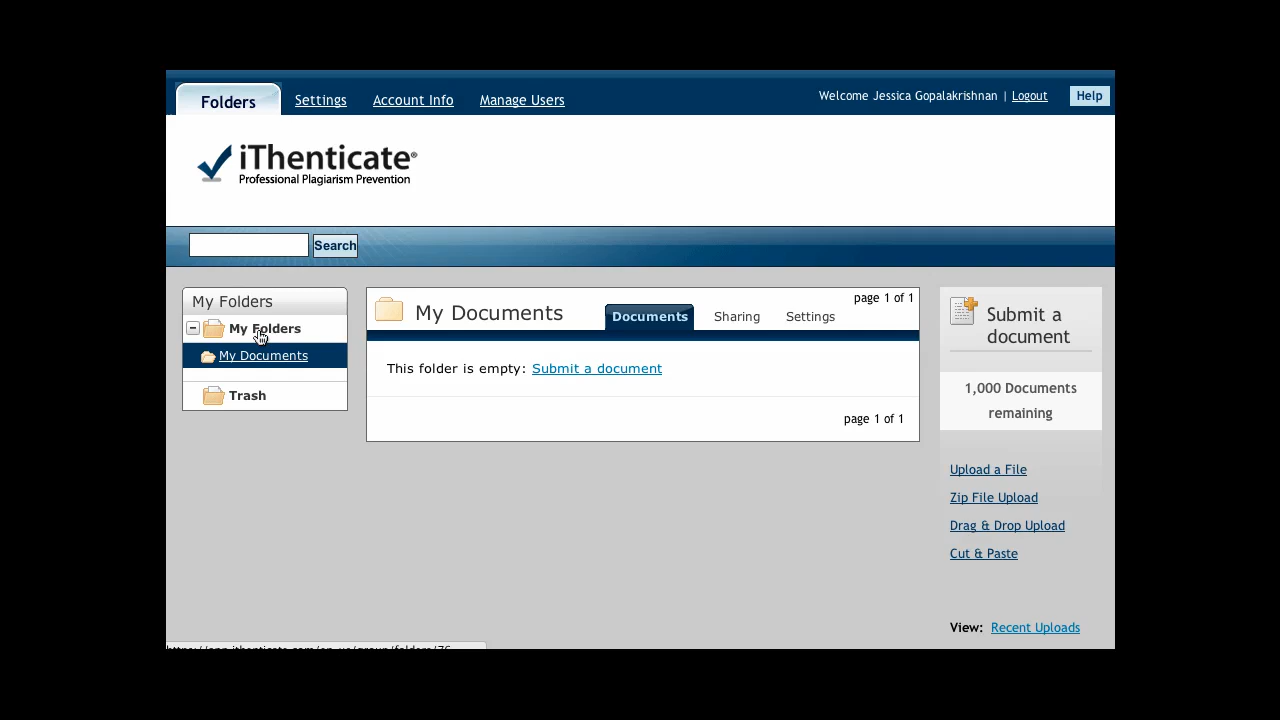 Folders Settings Account Info Manage Users Welcome Jessica Gopalakrishnan | Logout Help
iThenticate®
Professional Plagiarism Prevention
Search
My Folders
My Folders
My Documents
Trash
My Documents Documents Sharing Settings page 1 of 1
This folder is empty: Submit a document
page 1 of 1
Submit a
document
1,000 Documents
remaining
Upload a File
Zip File Upload
Drag & Drop Upload
Cut & Paste
View: Recent Uploads